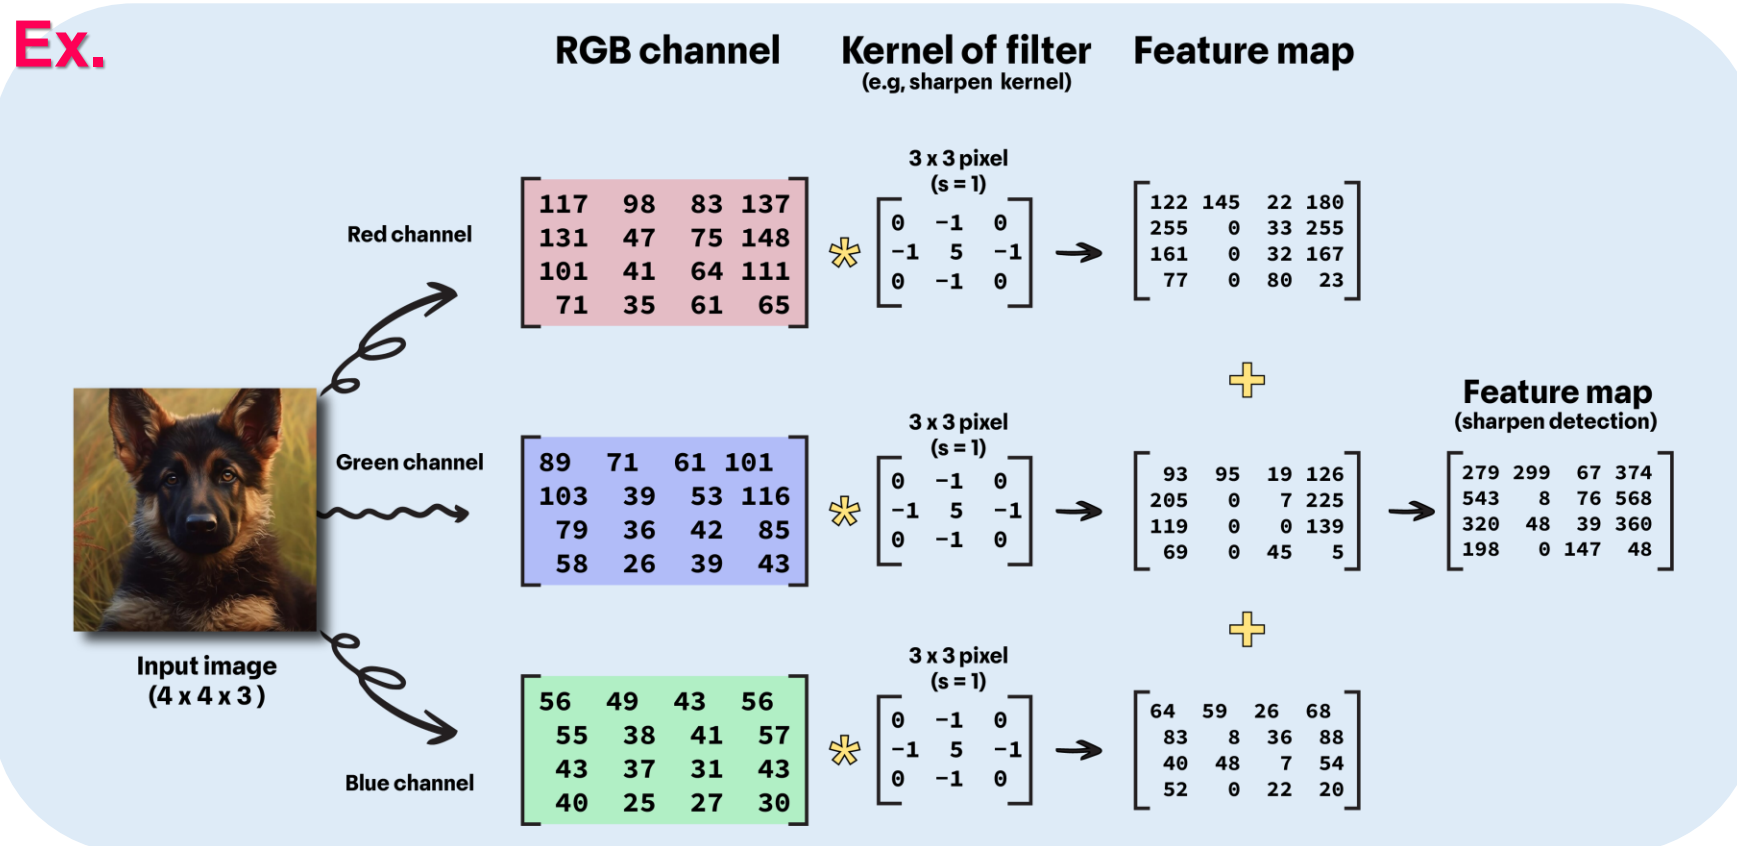 Ex.
RGB channel
Kernel of filter
(e.g, sharpen kernel)
Feature map
Red channel
117 98 83 137
131 47 75 148
101 41 64 111
71 35 61 65
*
3 x 3 pixel
(s = 1)
0 -1 0
-1 5 -1
0 -1 0
122 145 22 180
255 0 33 255
161 0 32 167
77 0 80 23
+
Green channel
89 71 61 101
103 39 53 116
79 36 42 85
58 26 39 43
*
3 x 3 pixel
(s = 1)
0 -1 0
-1 5 -1
0 -1 0
93 95 19 126
205 0 7 225
119 0 0 139
69 0 45 5
Feature map
(sharpen detection)
279 299 67 374
543 8 76 568
320 48 39 360
198 0 147 48
+
Input image
(4 x 4 x 3 )
Blue channel
56 49 43 56
55 38 41 57
43 37 31 43
40 25 27 30
*
3 x 3 pixel
(s = 1)
0 -1 0
-1 5 -1
0 -1 0
64 59 26 68
83 8 36 88
40 48 7 54
52 0 22 20